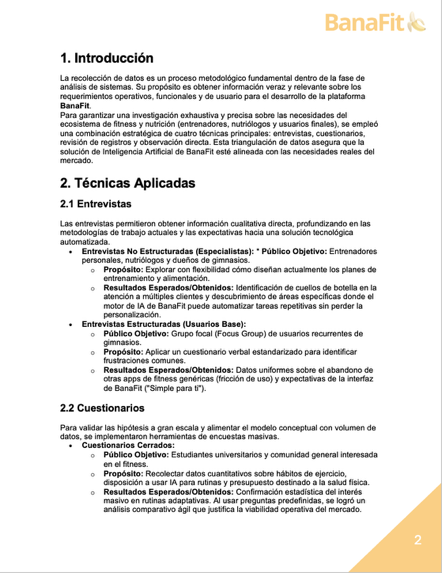 BanaFit
1. Introducción
La recolección de datos es un proceso metodológico fundamental dentro de la fase de
análisis de sistemas. Su propósito es obtener información veraz y relevante sobre los
requerimientos operativos, funcionales y de usuario para el desarrollo de la plataforma
BanaFit.
Para garantizar una investigación exhaustiva y precisa sobre las necesidades del
ecosistema de fitness y nutrición (entrenadores, nutriólogos y usuarios finales), se empleó
una combinación estratégica de cuatro técnicas principales: entrevistas, cuestionarios,
revisión de registros y observación directa. Esta triangulación de datos asegura que la
solución de Inteligencia Artificial de BanaFit esté alineada con las necesidades reales del
mercado.
2. Técnicas Aplicadas
2.1 Entrevistas
Las entrevistas permitieron obtener información cualitativa directa, profundizando en las
metodologías de trabajo actuales y las expectativas hacia una solución tecnológica
automatizada.
• Entrevistas No Estructuradas (Especialistas): * Público Objetivo: Entrenadores
personales, nutriólogos y dueños de gimnasios.
○ Propósito: Explorar con flexibilidad cómo diseñan actualmente los planes de
entrenamiento y alimentación.
○ Resultados Esperados/Obtenidos: Identificación de cuellos de botella en la
atención a múltiples clientes y descubrimiento de áreas específicas donde el
motor de IA de BanaFit puede automatizar tareas repetitivas sin perder la
personalización.
• Entrevistas Estructuradas (Usuarios Base):
○ Público Objetivo: Grupo focal (Focus Group) de usuarios recurrentes de
gimnasios.
○ Propósito: Aplicar un cuestionario verbal estandarizado para identificar
frustraciones comunes.
○ Resultados Esperados/Obtenidos: Datos uniformes sobre el abandono de
otras apps de fitness genéricas (fricción de uso) y expectativas de la interfaz
de BanaFit ("Simple para ti").
2.2 Cuestionarios
Para validar las hipótesis a gran escala y alimentar el modelo conceptual con volumen de
datos, se implementaron herramientas de encuestas masivas.
• Cuestionarios Cerrados:
○ Público Objetivo: Estudiantes universitarios y comunidad general interesada
en el fitness.
○ Propósito: Recolectar datos cuantitativos sobre hábitos de ejercicio,
disposición a usar IA para rutinas y presupuesto destinado a la salud física.
○ Resultados Esperados/Obtenidos: Confirmación estadística del interés
masivo en rutinas adaptativas. Al usar preguntas predefinidas, se logró un
análisis comparativo ágil que justifica la viabilidad operativa del mercado.
2